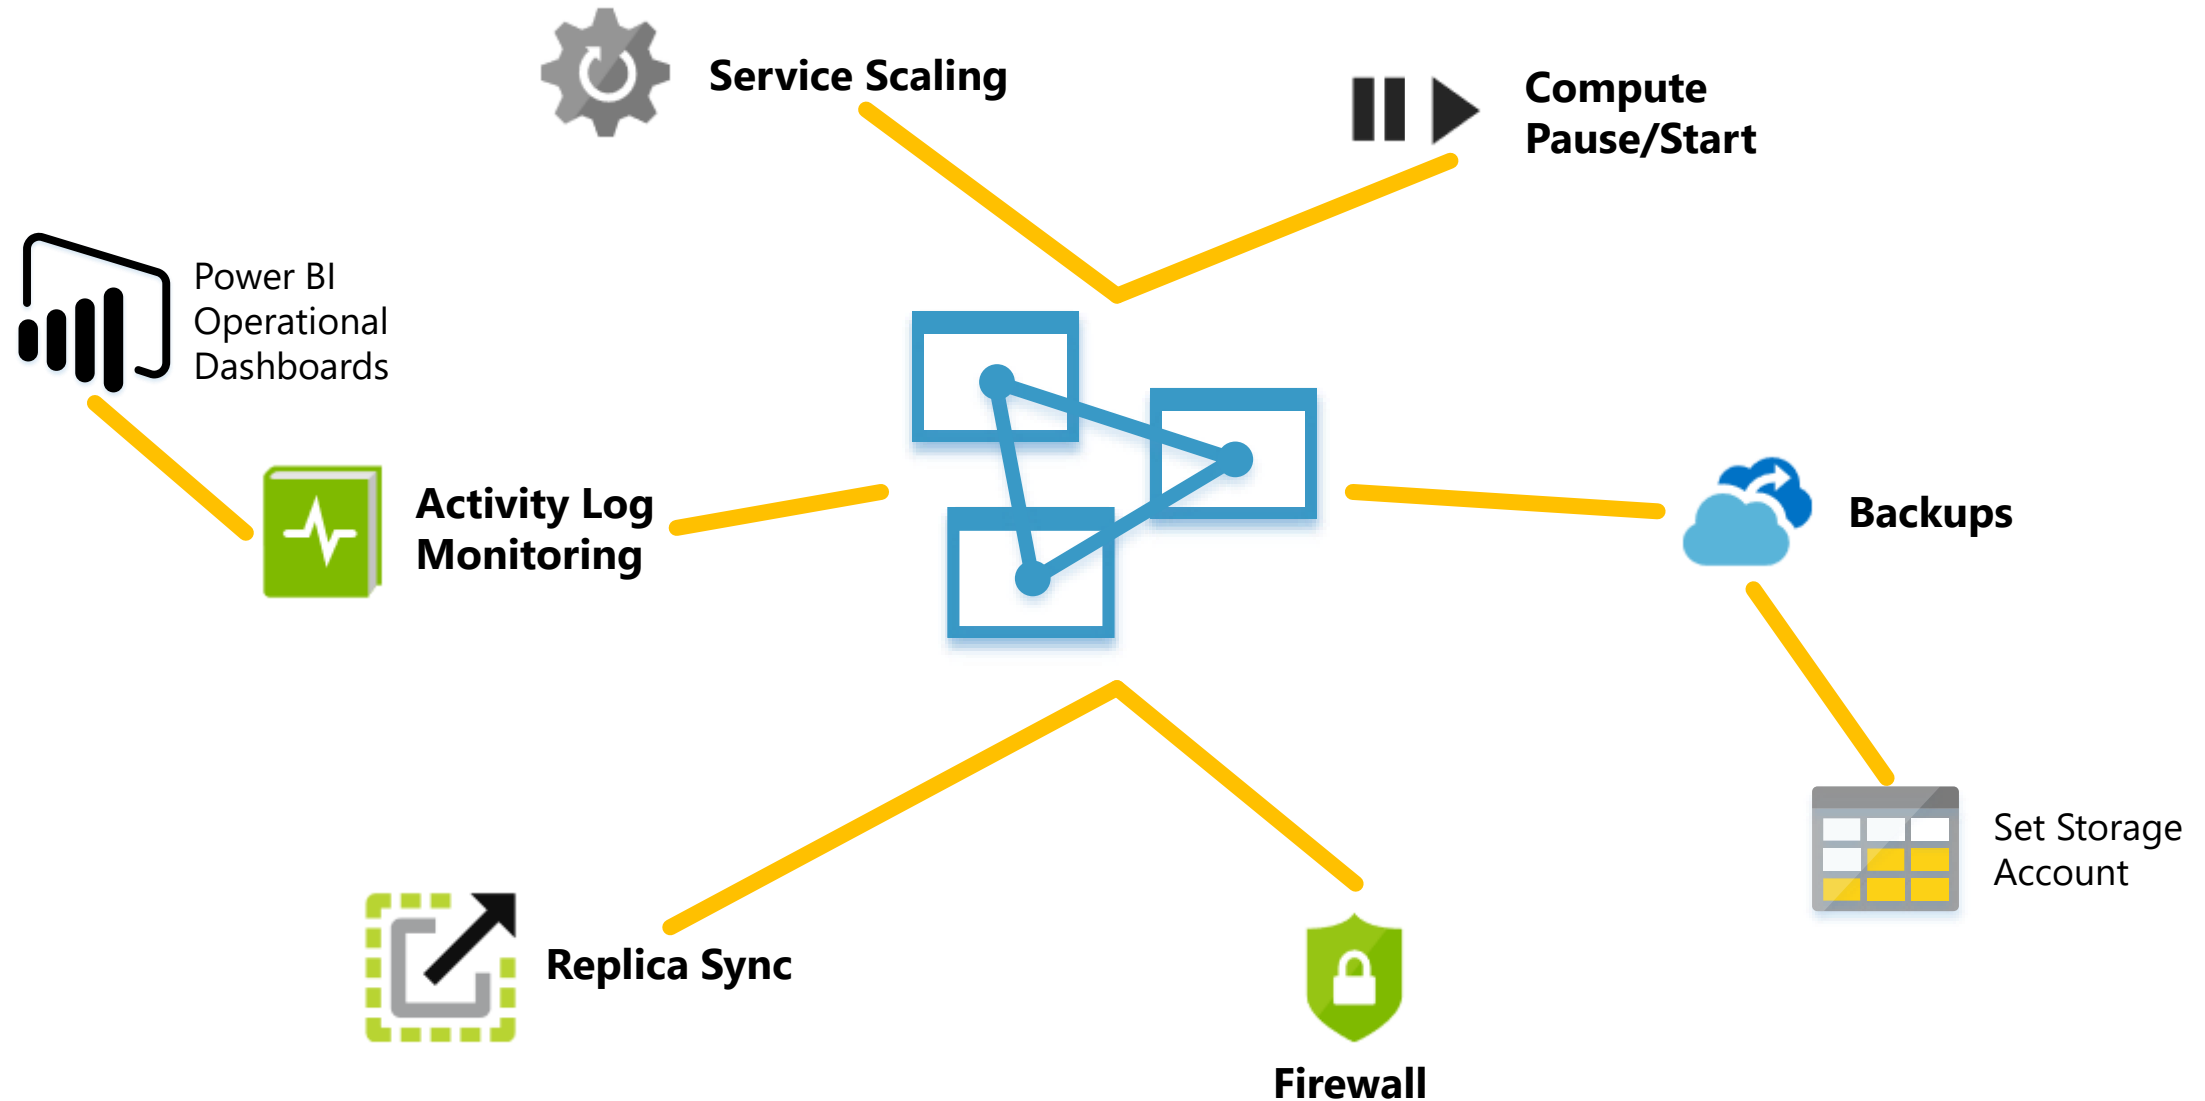 Service Scaling
Compute
Pause/Start
Power BI
Operational
Dashboards
Activity Log
Monitoring
Backups
Set Storage
Account
Replica Sync
Firewall